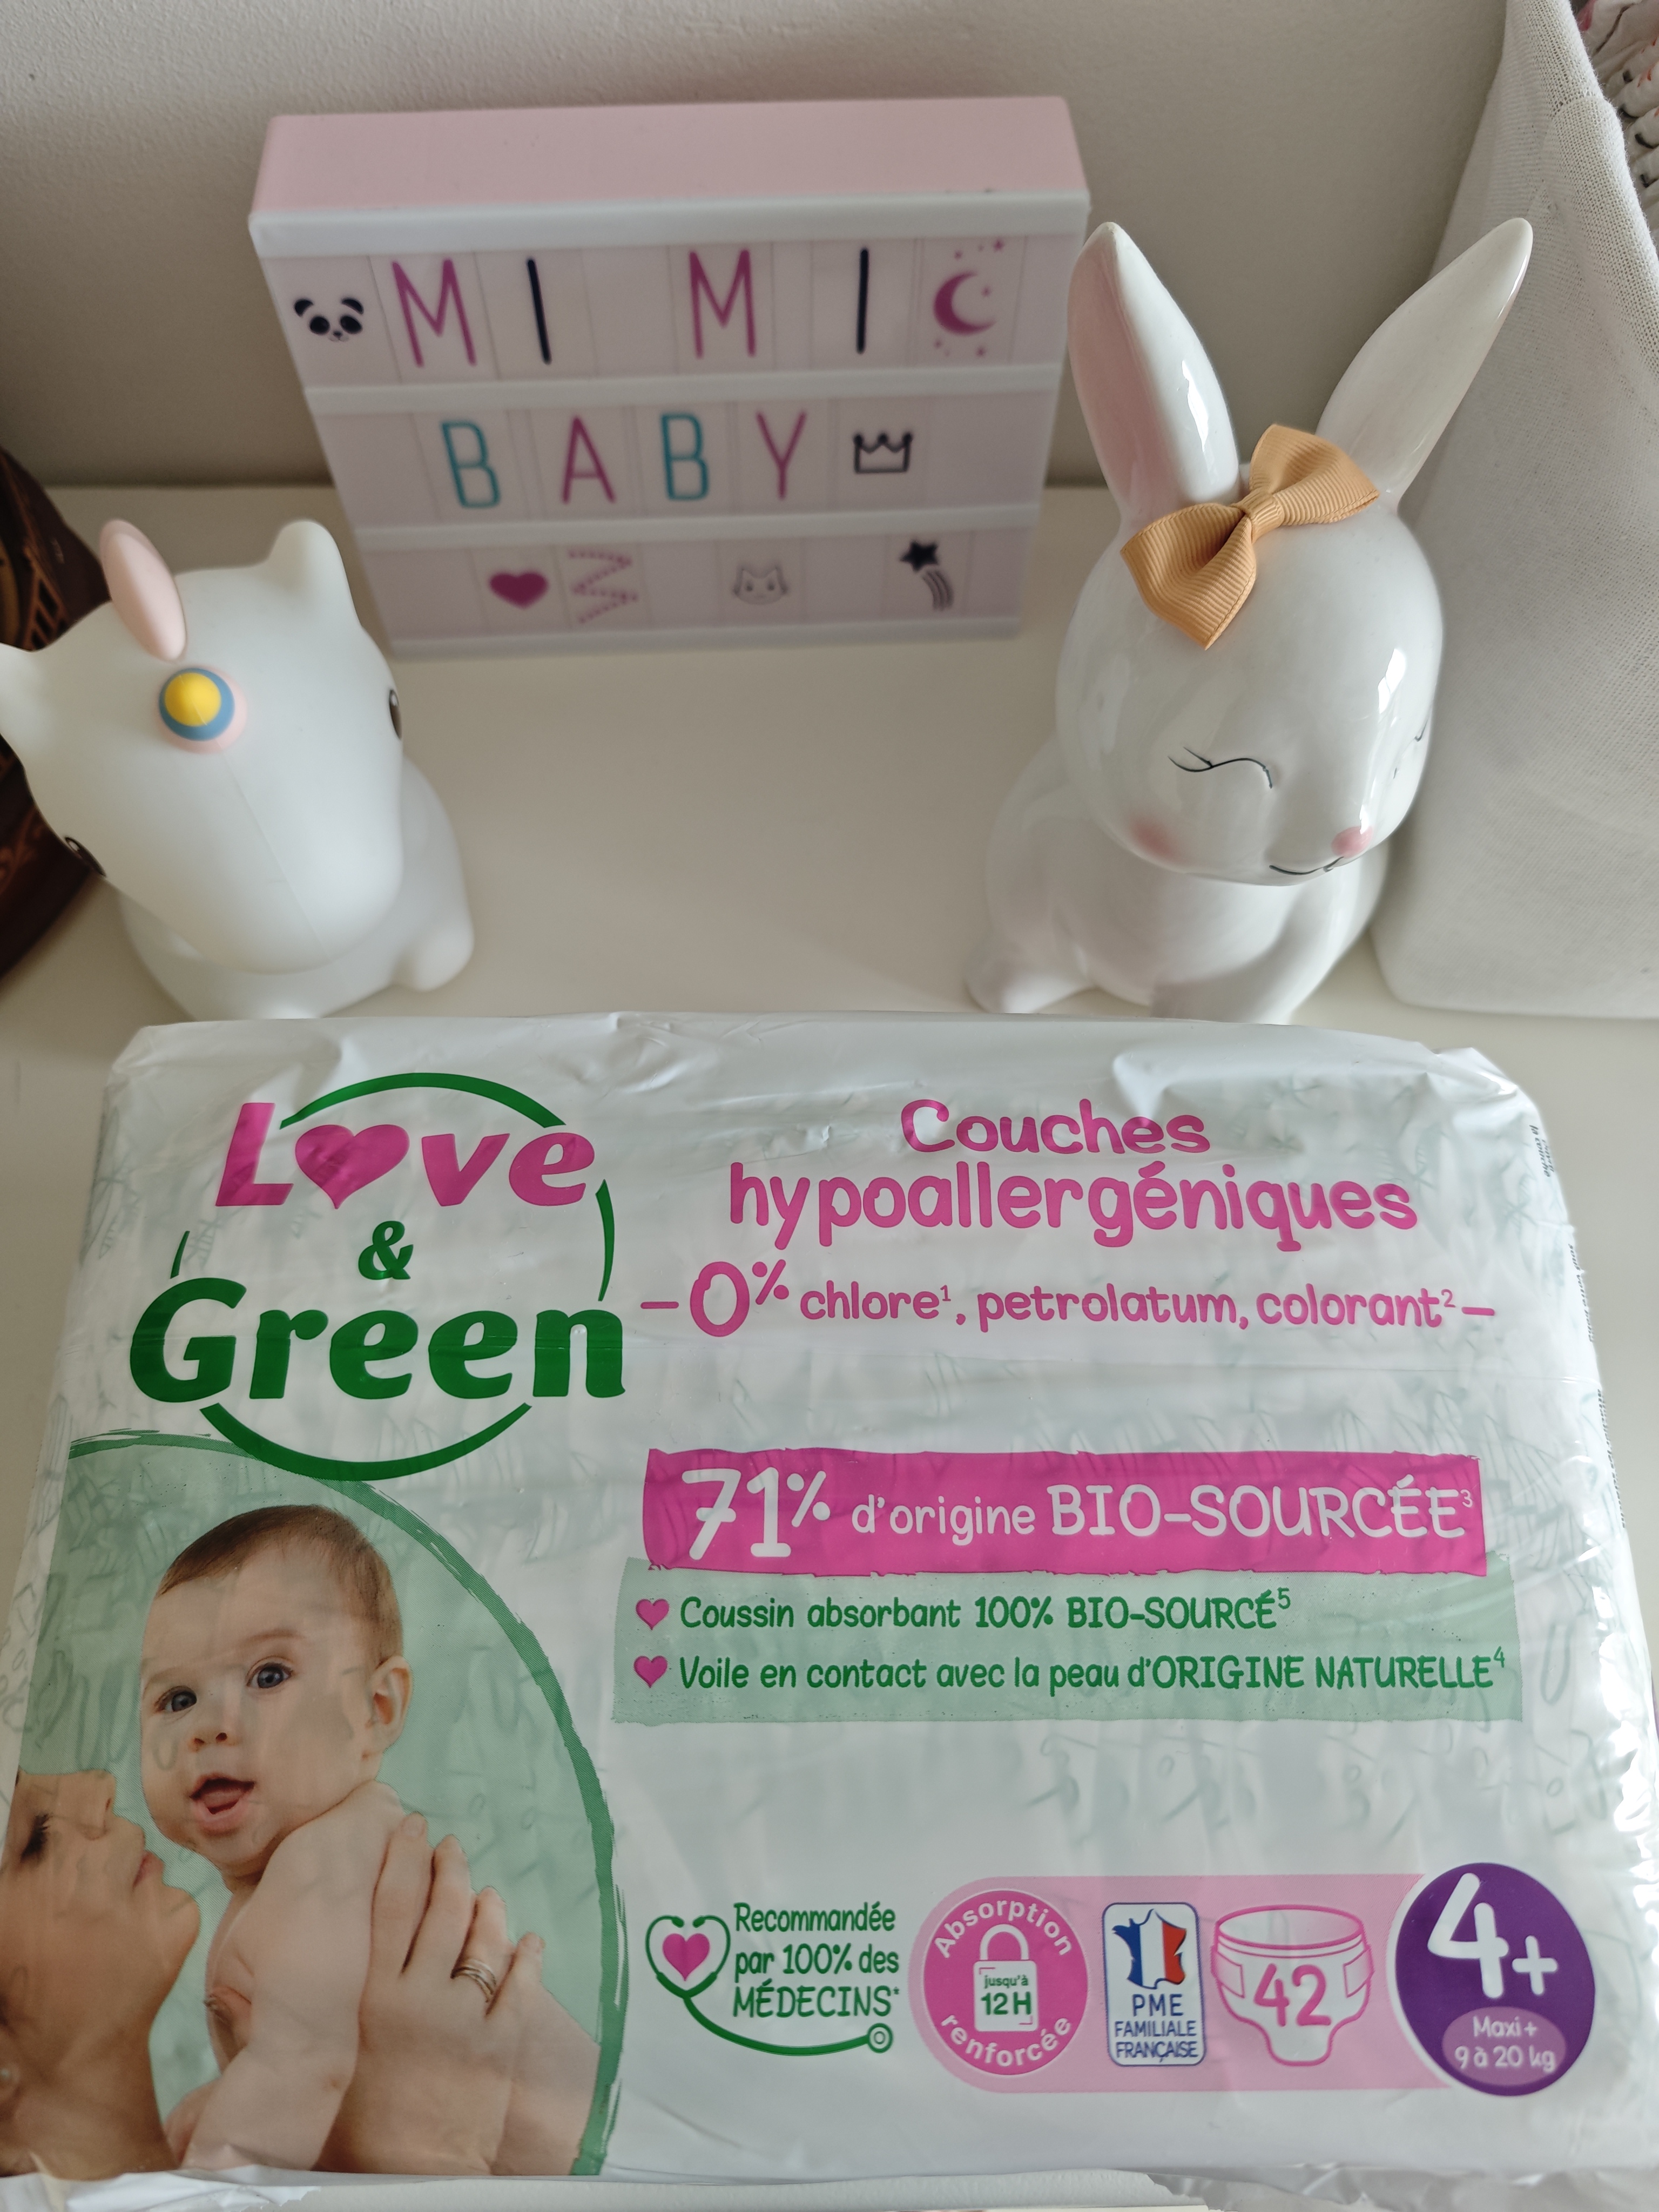 MI MI
BABY
Love
&
Green
Couches
hypoallergéniques
-0% chlore¹, petrolatum, colorant²-
71% d'origine BIO-SOURCÉE³
Coussin absorbant 100% BIO-SOURCÉ⁵
Voile en contact avec la peau d'ORIGINE NATURELLE⁴
Recommandée
par 100% des
MÉDECINS*
Absorption
jusqu'à
12H
renforcée
PME
FAMILIALE
FRANÇAISE
42
4+
Maxi+
9 à 20 kg